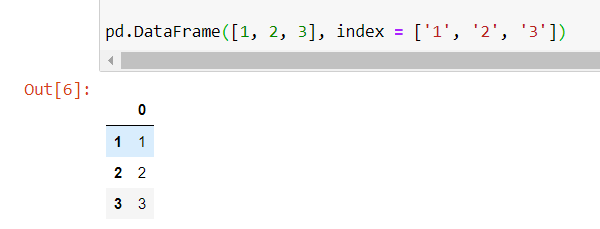 pd.DataFrame([1, 2, 3], index = ['1', '2', '3'])
Out[6]:
0
1 1
2 2
3 3